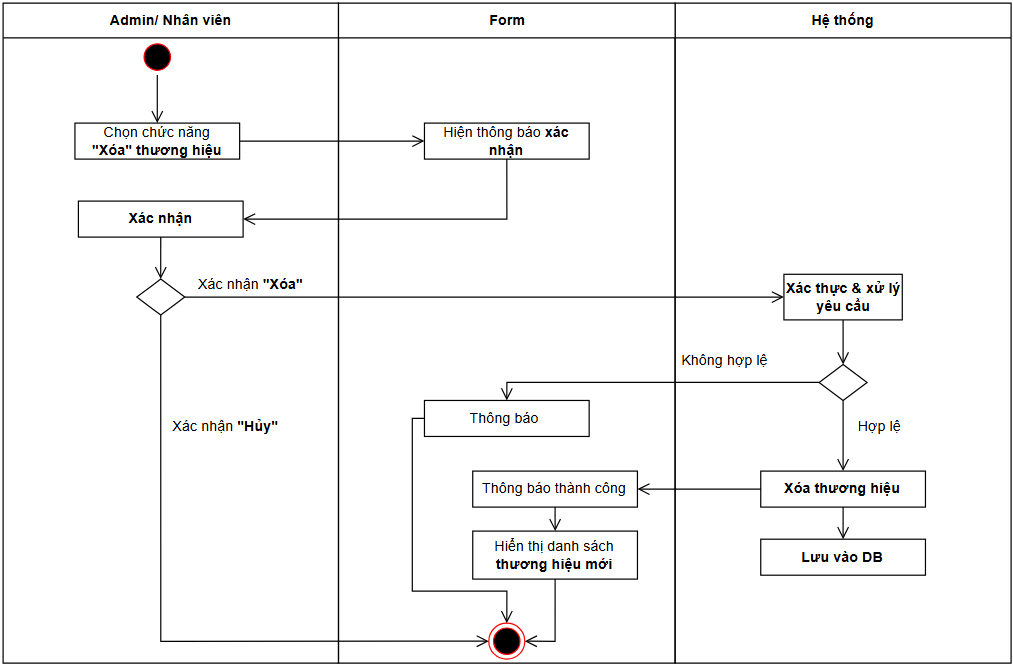 Admin/ Nhân viên
Form
Hệ thống
Chọn chức năng
"Xóa" thương hiệu
Hiện thông báo xác
nhận
Xác nhận
Xác nhận "Xóa"
Xác thực & xử lý
yêu cầu
Không hợp lệ
Thông báo
Xác nhận "Hủy"
Hợp lệ
Thông báo thành công
Xóa thương hiệu
Hiển thị danh sách
thương hiệu mới
Lưu vào DB